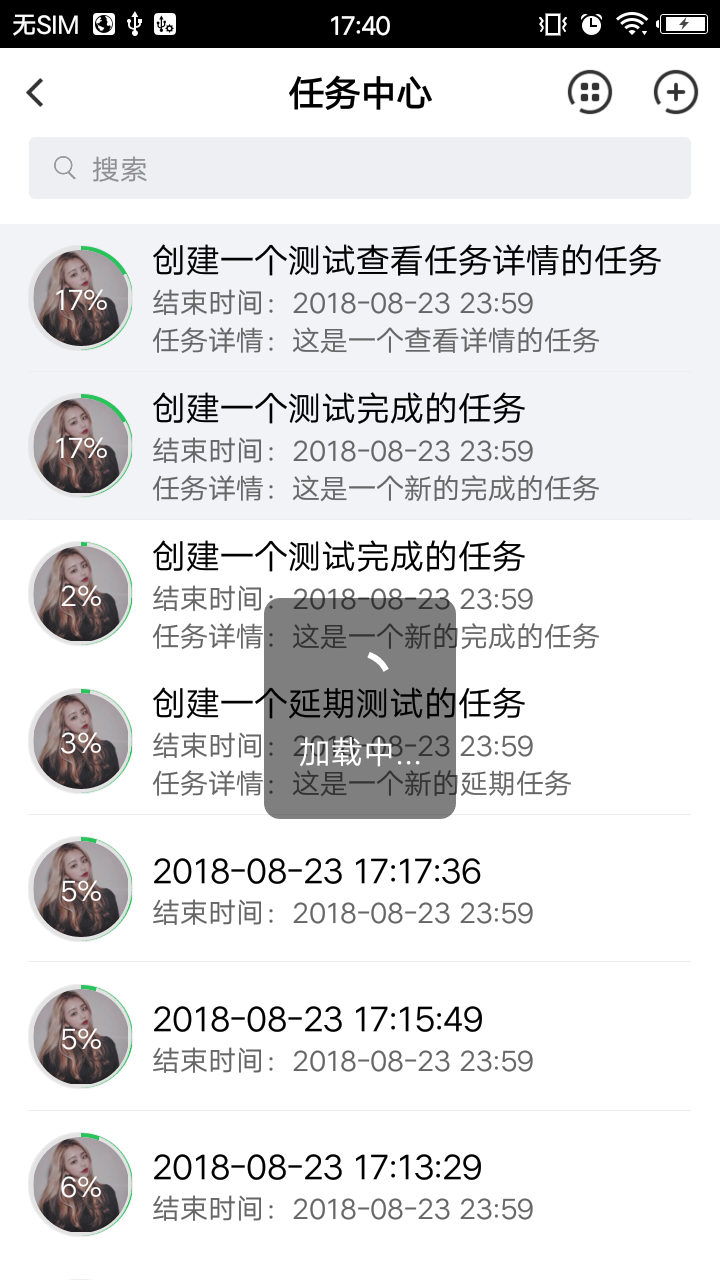 无SIM
17:40
任务中心
搜索
创建一个测试查看任务详情的任务
17%
结束时间：2018-08-23 23:59
任务详情：这是一个查看详情的任务
创建一个测试完成的任务
17%
结束时间：2018-08-23 23:59
任务详情：这是一个新的完成的任务
创建一个测试完成的任务
2%
结束时间：2018-08-23 23:59
任务详情：这是一个新的完成的任务
创建一个延期测试的任务
3%
结束时间：2018-08-23 23:59
加载中...
任务详情：这是一个新的延期任务
2018-08-23 17:17:36
5%
结束时间：2018-08-23 23:59
2018-08-23 17:15:49
5%
结束时间：2018-08-23 23:59
2018-08-23 17:13:29
6%
结束时间：2018-08-23 23:59